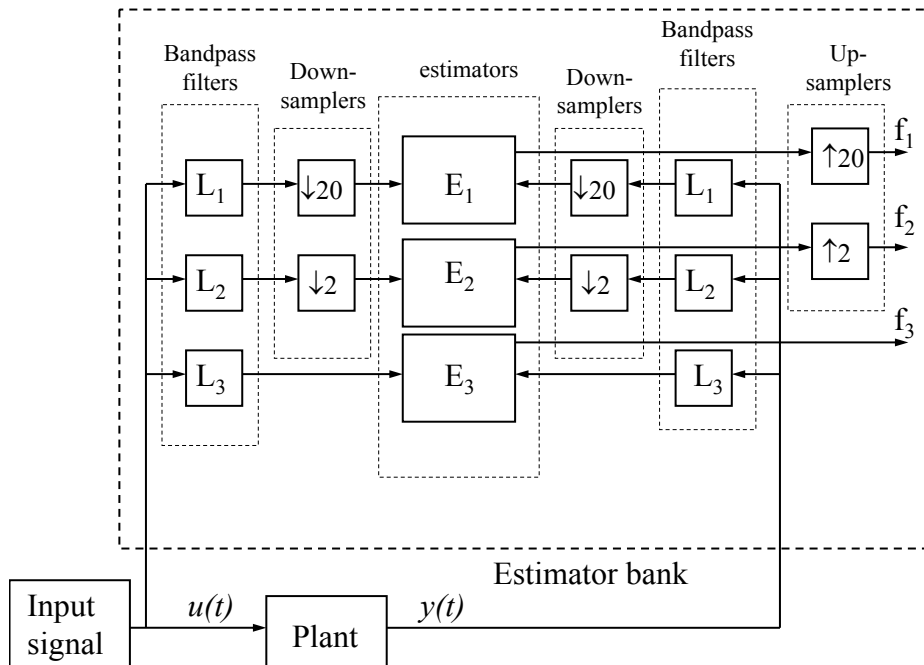 Bandpass
filters
Down-
samplers
estimators
Down-
samplers
Bandpass
filters
Up-
samplers
L₁
↓20
E₁
↓20
L₁
↑20
f₁
L₂
↓2
E₂
↓2
L₂
↑2
f₂
L₃
E₃
L₃
f₃
Estimator bank
Input
signal
u(t)
Plant
y(t)